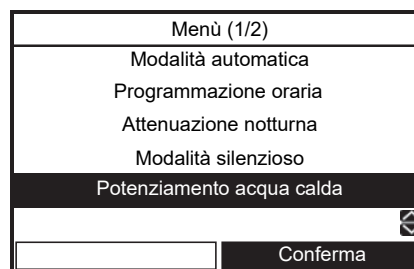 Menù (1/2)
Modalità automatica
Programmazione oraria
Attenuazione notturna
Modalità silenzioso
Potenziamento acqua calda
Conferma